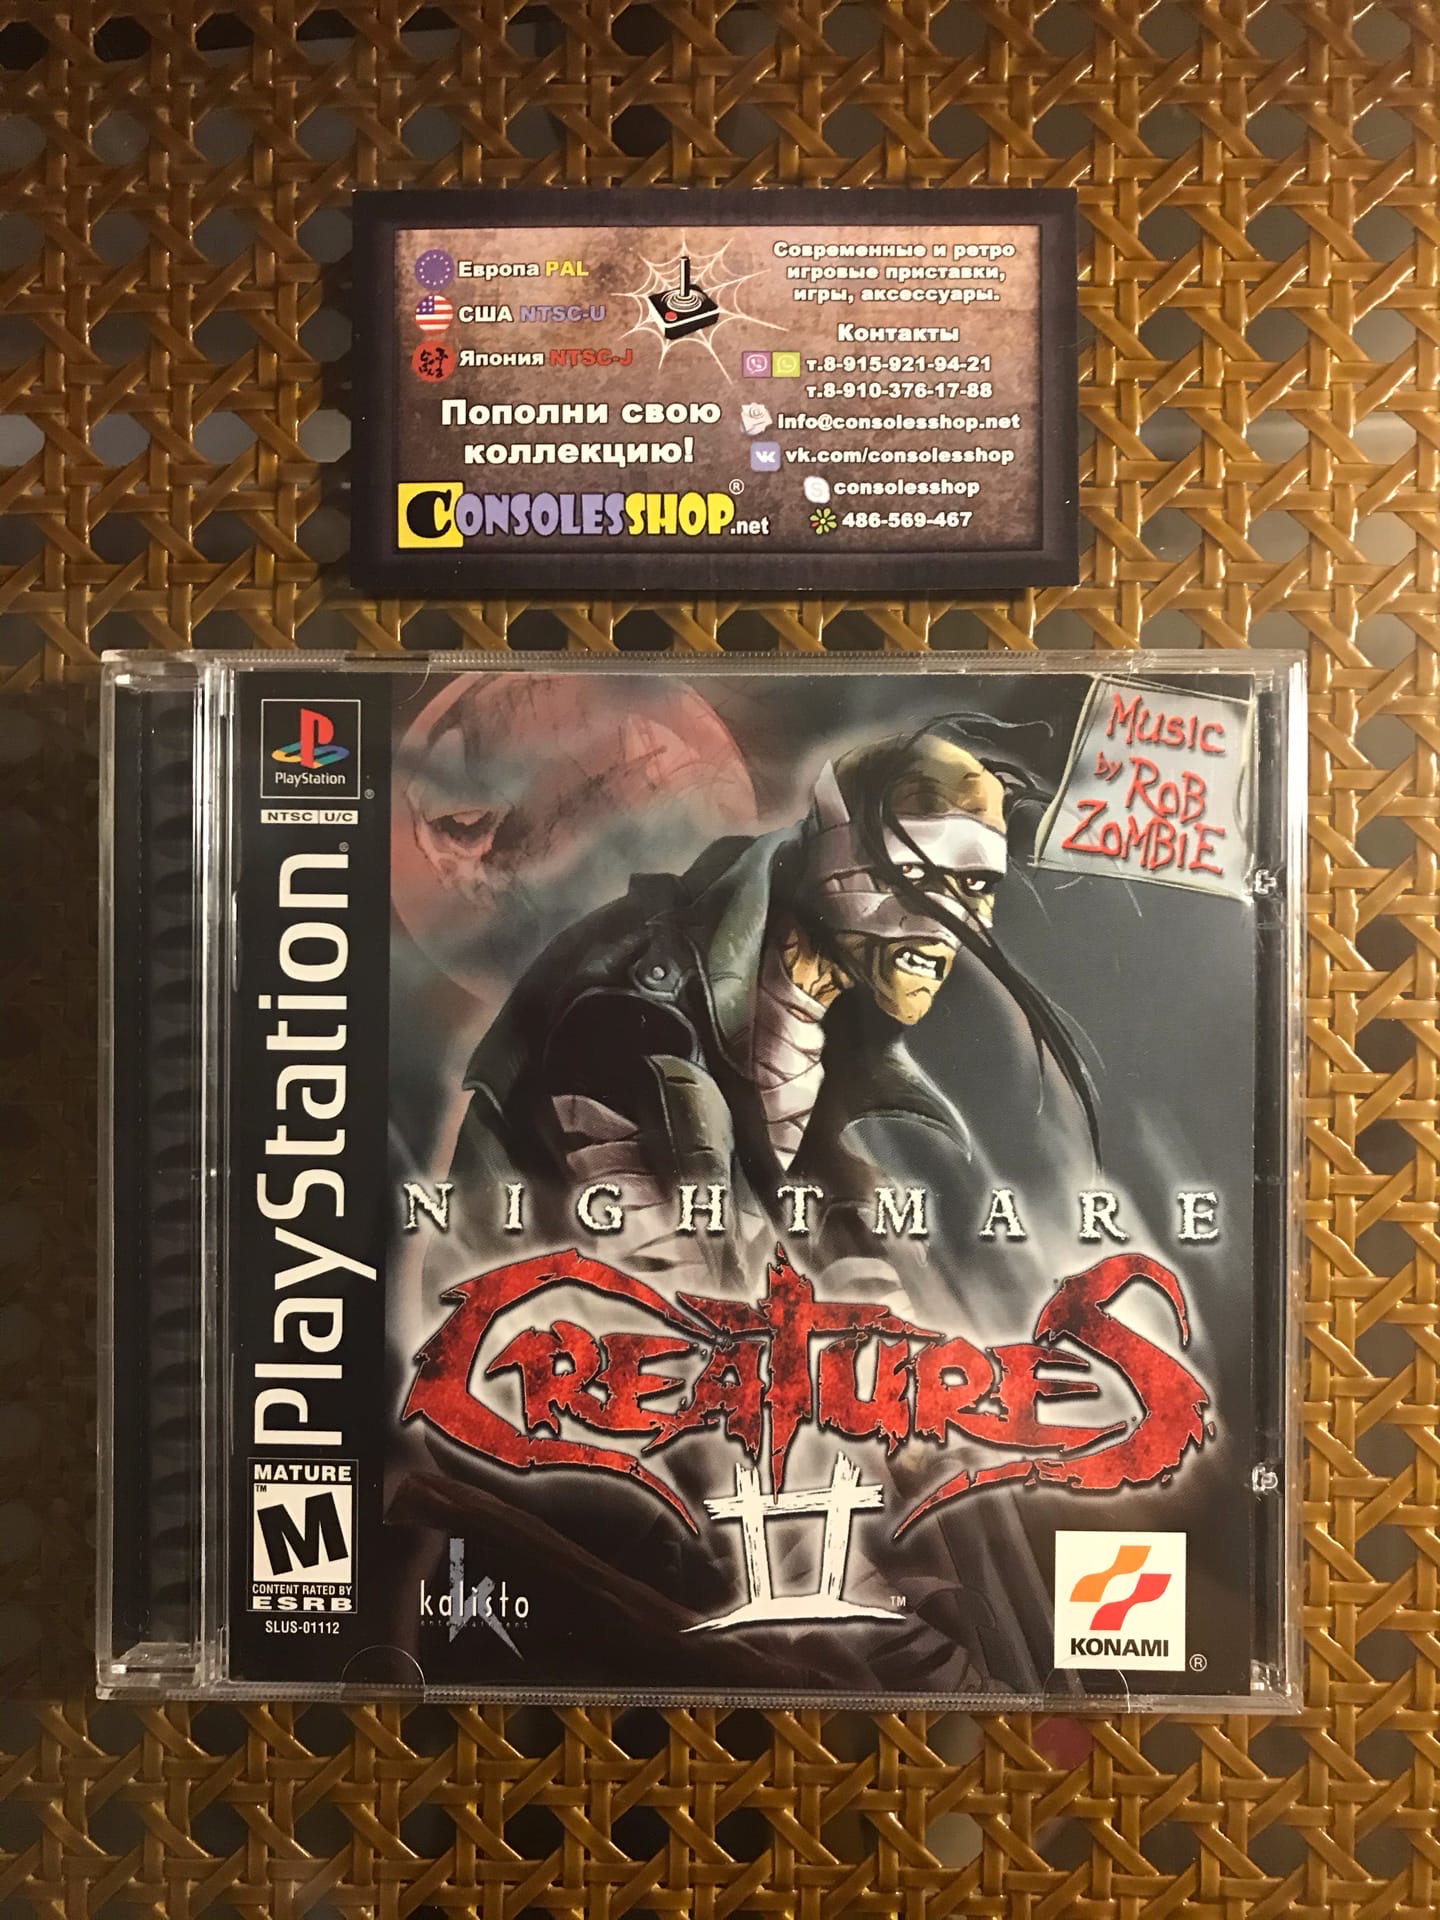 Европа PAL
США NTSC-U
Япония NTSC-J
Пополни свою
коллекцию!
CONSOLESSHOP.net
®
Современные и ретро
игровые приставки,
игры, аксессуары.
Контакты
т.8-915-921-94-21
т.8-910-376-17-88
info@consolesshop.net
vk.com/consolesshop
consolesshop
486-569-467
PlayStation
®
NTSC U/C
PlayStation®
MATURE
M
™
CONTENT RATED BY
ESRB
SLUS-01112
MUSIC
by ROB
ZOMBIE
NIGHTMARE
CREATURES
II
™
kalisto
entertainment
KONAMI
®